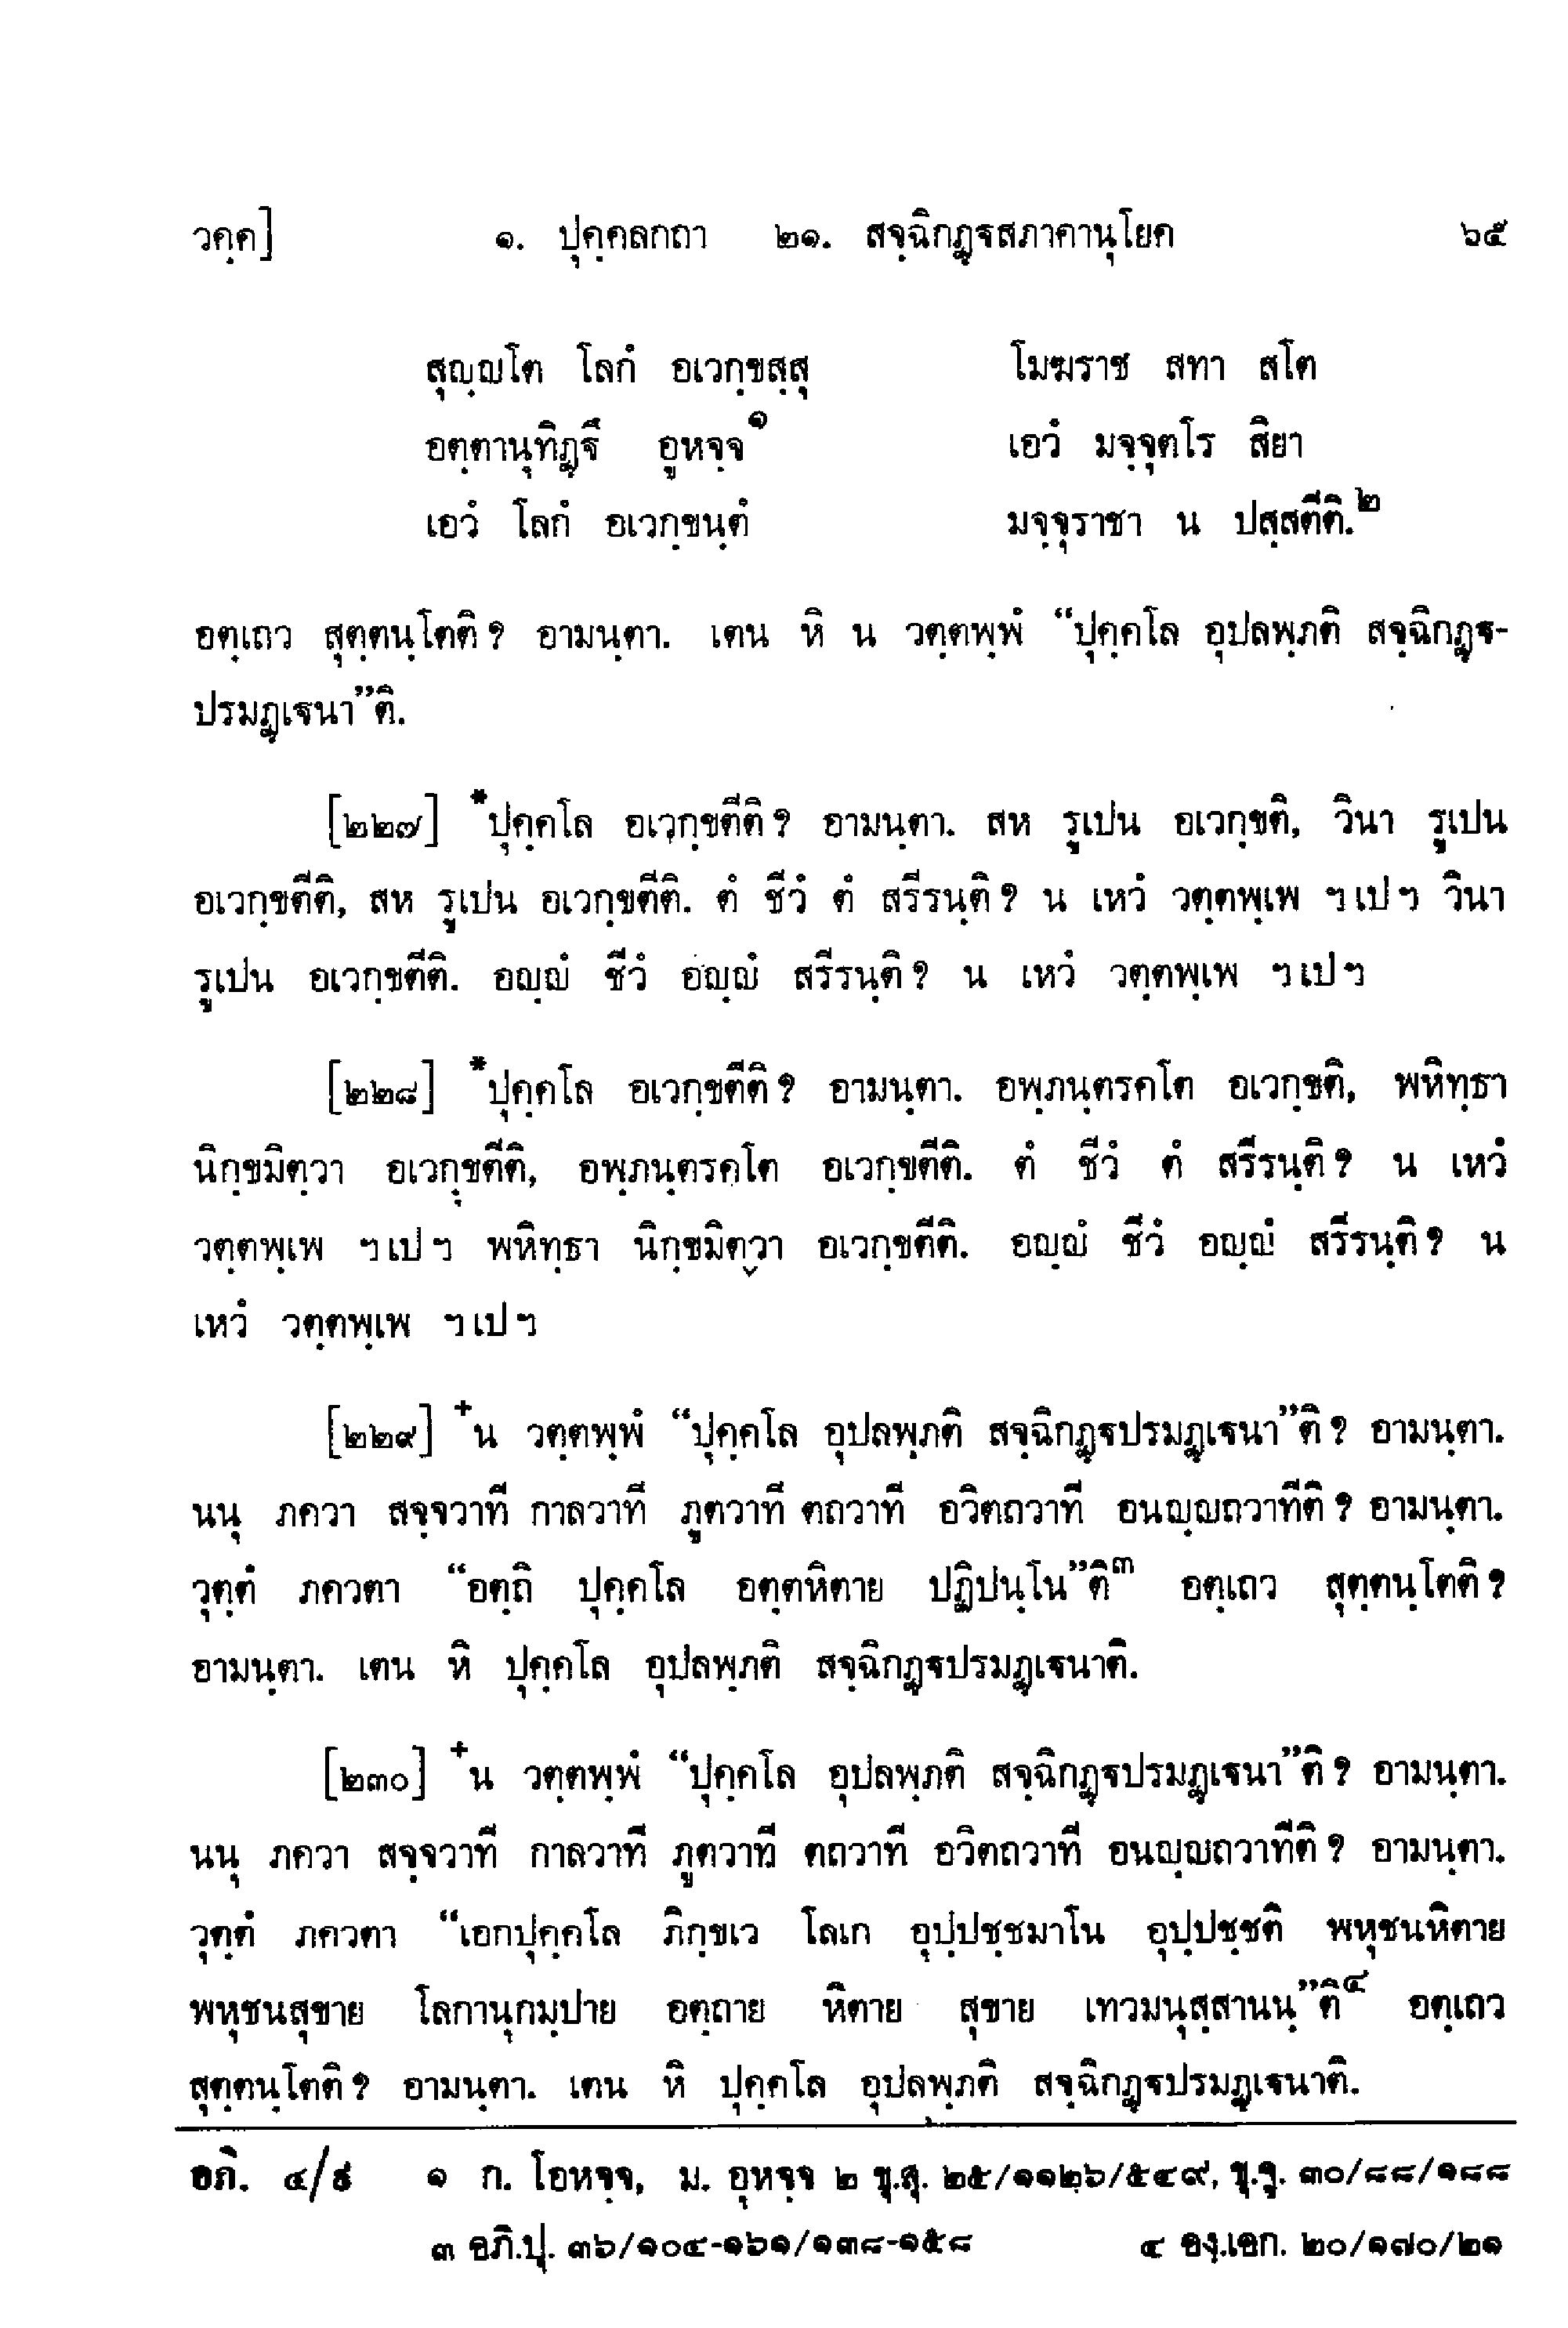 วคฺค] ๑. ปุคฺคลกถา ๒๑. สจฺฉิกฏฺฐสภาคานุโยค ๖๕
สุญฺญโต โลกํ อเวกฺขสฺสุ โมฆราช สทา สโต
อตฺตานุทิฏฺฐึ อูหจฺจ๑ เอวํ มจฺจุตโร สิยา
เอวํ โลกํ อเวกฺขนฺตํ มจฺจุราชา น ปสฺสตีติ.๒
อตฺเถว สุตฺตนฺโตติ? อามนฺตา. เตน หิ น วตฺตพฺพํ “ปุคฺคโล อุปลพฺภติ สจฺฉิกฏฺฐ-
ปรมฏฺเฐนา”ติ.
[๒๒๗] *ปุคฺคโล อเวกฺขตีติ? อามนฺตา. สห รูเปน อเวกฺขติ, วินา รูเปน
อเวกฺขตีติ, สห รูเปน อเวกฺขตีติ. ตํ ชีวํ ตํ สรีรนฺติ? น เหวํ วตฺตพฺเพ ฯเปฯ วินา
รูเปน อเวกฺขตีติ. อญฺญํ ชีวํ อญฺญํ สรีรนฺติ? น เหวํ วตฺตพฺเพ ฯเปฯ
[๒๒๘] *ปุคฺคโล อเวกฺขตีติ? อามนฺตา. อพฺภนฺตรคโต อเวกฺขติ, พหิทฺธา
นิกฺขมิตฺวา อเวกฺขตีติ, อพฺภนฺตรคโต อเวกฺขตีติ. ตํ ชีวํ ตํ สรีรนฺติ? น เหวํ
วตฺตพฺเพ ฯเปฯ พหิทฺธา นิกฺขมิตฺวา อเวกฺขตีติ. อญฺญํ ชีวํ อญฺญํ สรีรนฺติ? น
เหวํ วตฺตพฺเพ ฯเปฯ
[๒๒๙] +น วตฺตพฺพํ “ปุคฺคโล อุปลพฺภติ สจฺฉิกฏฺฐปรมฏฺเฐนา”ติ? อามนฺตา.
นนุ ภควา สจฺจวาที กาลวาที ภูตวาที ตถวาที อวิตถวาที อนญฺญถวาทีติ? อามนฺตา.
วุตฺตํ ภควตา “อตฺถิ ปุคฺคโล อตฺตหิตาย ปฏิปนฺโน”ติ๓ อตฺเถว สุตฺตนฺโตติ?
อามนฺตา. เตน หิ ปุคฺคโล อุปลพฺภติ สจฺฉิกฏฺฐปรมฏฺเฐนาติ.
[๒๓๐] +น วตฺตพฺพํ “ปุคฺคโล อุปลพฺภติ สจฺฉิกฏฺฐปรมฏฺเฐนา”ติ? อามนฺตา.
นนุ ภควา สจฺจวาที กาลวาที ภูตวาที ตถวาที อวิตถวาที อนญฺญถวาทีติ? อามนฺตา.
วุตฺตํ ภควตา “เอกปุคฺคโล ภิกฺขเว โลเก อุปฺปชฺชมาโน อุปฺปชฺชติ พหุชนหิตาย
พหุชนสุขาย โลกานุกมฺปาย อตฺถาย หิตาย สุขาย เทวมนุสฺสานนฺ”ติ๔ อตฺเถว
สุตฺตนฺโตติ? อามนฺตา. เตน หิ ปุคฺคโล อุปลพฺภติ สจฺฉิกฏฺฐปรมฏฺเฐนาติ.
อภิ. ๔/๕ ๑ ก. โอหจฺจ, ม. อุหจฺจ ๒ ขุ.สุ. ๒๕/๑๑๒๖/๕๔๙, ขุ.จู. ๓๐/๘๘/๑๘๘
๓ อภิ.ปุ. ๓๖/๑๐๔-๑๖๑/๑๓๘-๑๕๘ ๔ องฺ.เอก. ๒๐/๑๗๐/๒๑